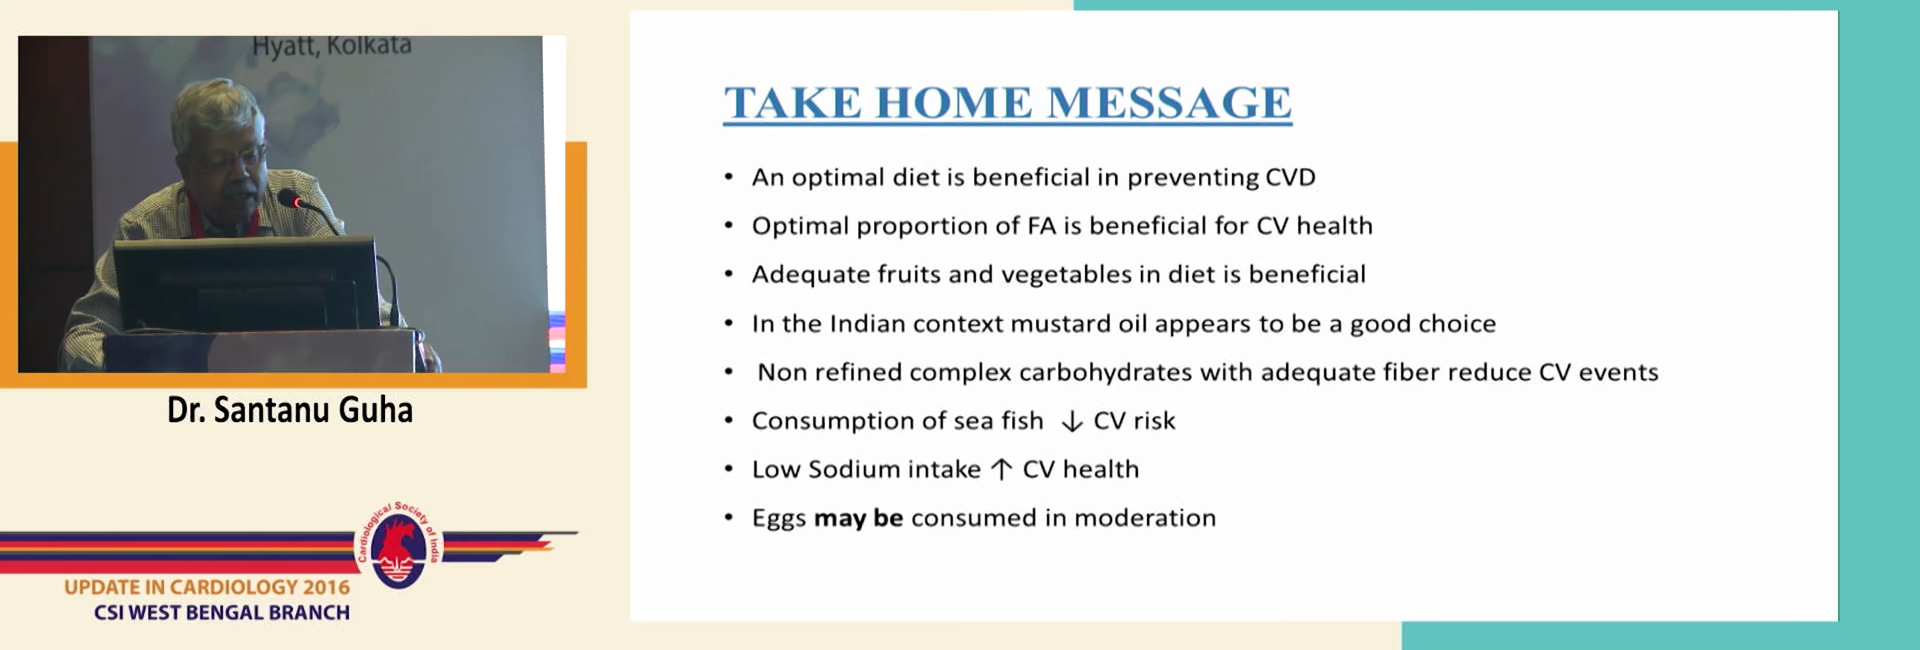 Hyatt, Kolkata
Dr. Santanu Guha
Cardiological Society of India
UPDATE IN CARDIOLOGY 2016
CSI WEST BENGAL BRANCH
TAKE HOME MESSAGE
• An optimal diet is beneficial in preventing CVD
• Optimal proportion of FA is beneficial for CV health
• Adequate fruits and vegetables in diet is beneficial
• In the Indian context mustard oil appears to be a good choice
• Non refined complex carbohydrates with adequate fiber reduce CV events
• Consumption of sea fish ↓ CV risk
• Low Sodium intake ↑ CV health
• Eggs may be consumed in moderation